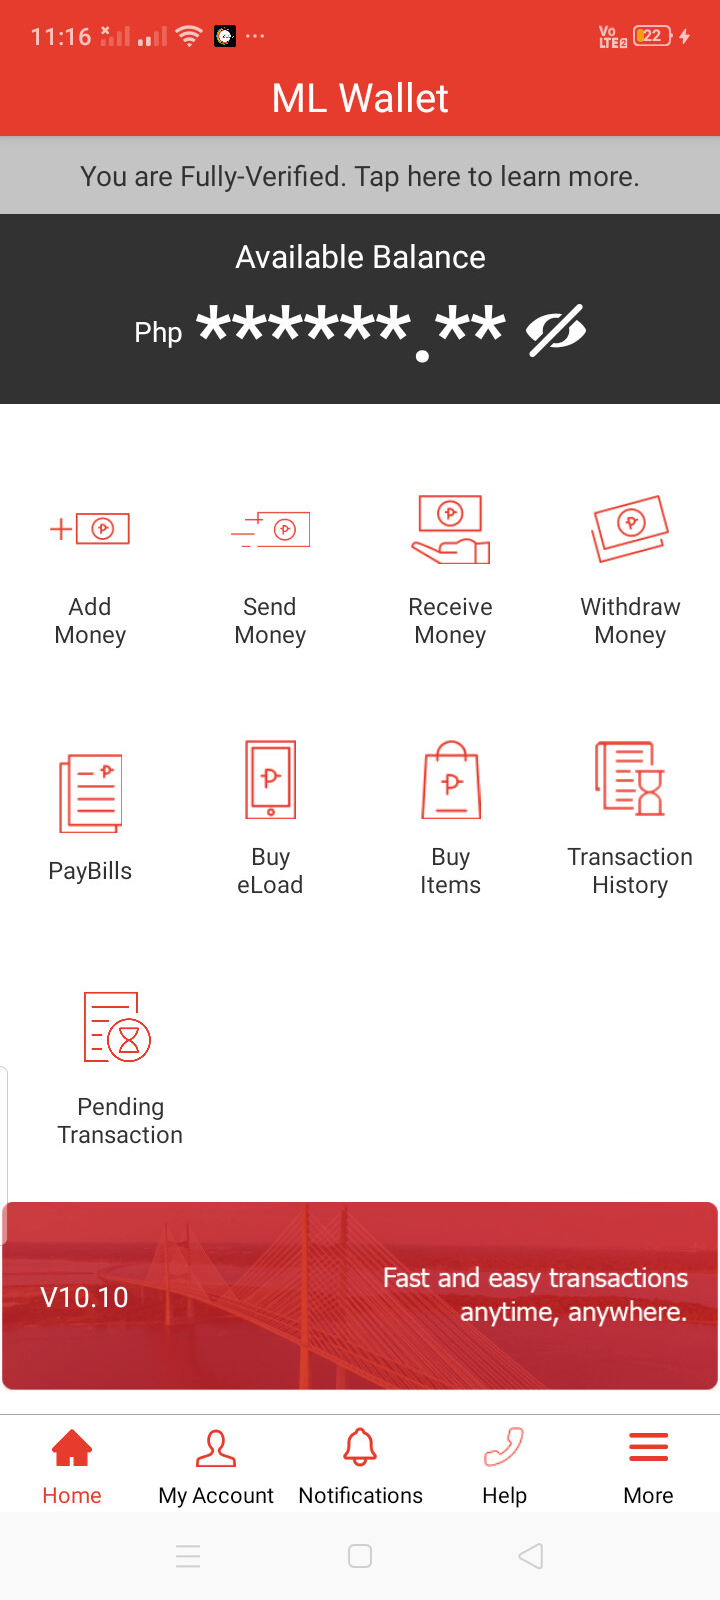 11:16
Vo
LTE2
22
ML Wallet
You are Fully-Verified. Tap here to learn more.
Available Balance
Php ******.**
Add
Money
Send
Money
Receive
Money
Withdraw
Money
PayBills
Buy
eLoad
Buy
Items
Transaction
History
Pending
Transaction
V10.10
Fast and easy transactions
anytime, anywhere.
Home
My Account
Notifications
Help
More